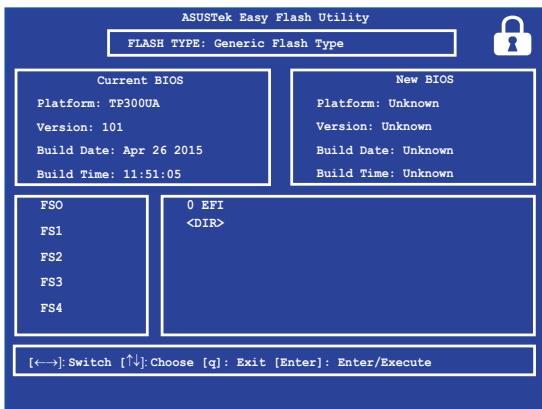 ASUSTek Easy Flash Utility
FLASH TYPE: Generic Flash Type
Current BIOS
Platform: TP300UA
Version: 101
Build Date: Apr 26 2015
Build Time: 11:51:05
New BIOS
Platform: Unknown
Version: Unknown
Build Date: Unknown
Build Time: Unknown
FSO
FS1
FS2
FS3
FS4
0 EFI
<DIR>
[←→]: Switch [↑↓]: Choose [q]: Exit [Enter]: Enter/Execute